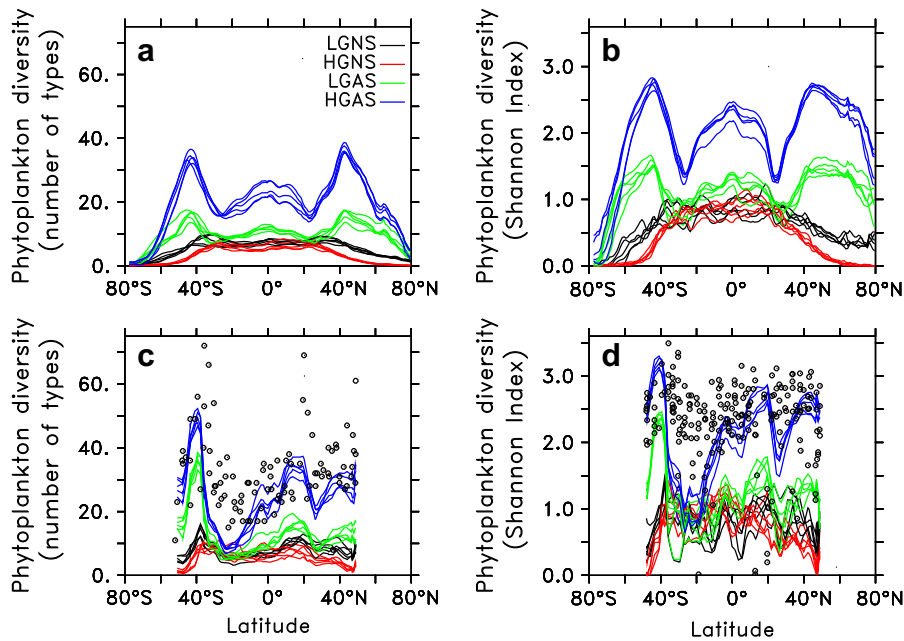 Phytoplankton diversity
(number of types)
60.
40.
20.
0.
a
LGNS
HGNS
LGAS
HGAS
80°S 40°S 0° 40°N 80°N
Phytoplankton diversity
(Shannon Index)
3.0
2.0
1.0
0.0
b
80°S 40°S 0° 40°N 80°N
Phytoplankton diversity
(number of types)
60.
40.
20.
0.
c
80°S 40°S 0° 40°N 80°N
Latitude
Phytoplankton diversity
(Shannon Index)
3.0
2.0
1.0
0.0
d
80°S 40°S 0° 40°N 80°N
Latitude